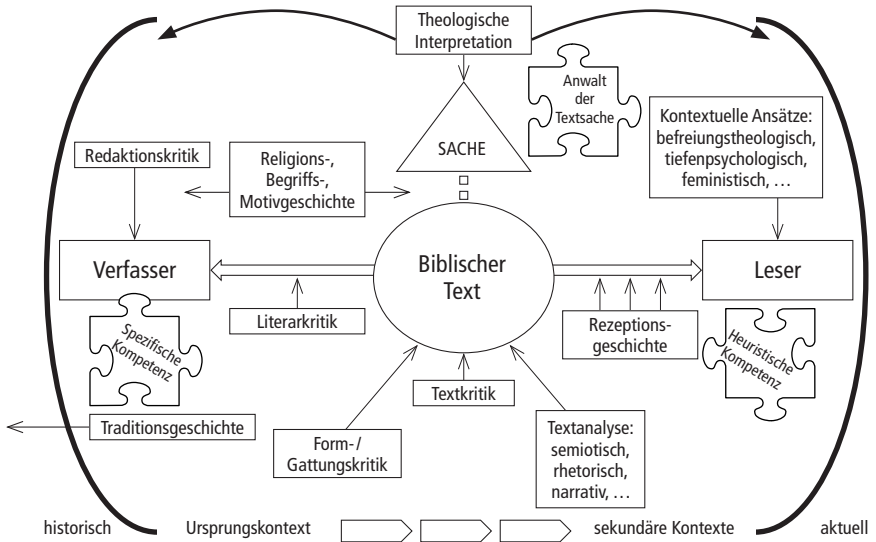 Theologische
Interpretation
Anwalt
der
Textsache
Kontextuelle Ansätze:
befreiungstheologisch,
tiefenpsychologisch,
feministisch, …
SACHE
Redaktionskritik
Religions-,
Begriffs-,
Motivgeschichte
Verfasser
Biblischer
Text
Leser
Literarkritik
Rezeptions-
geschichte
Spezifische
Kompetenz
Heuristische
Kompetenz
Textkritik
Traditionsgeschichte
Form-/
Gattungskritik
Textanalyse:
semiotisch,
rhetorisch,
narrativ, …
historisch Ursprungskontext sekundäre Kontexte aktuell